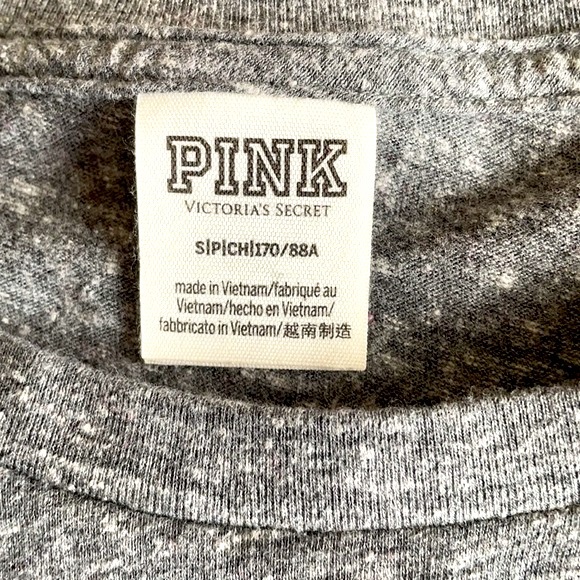 PINK
VICTORIA'S SECRET
S|P|CH|170/88A
made in Vietnam/fabriqué au
Vietnam/hecho en Vietnam/
fabbricato in Vietnam/越南制造